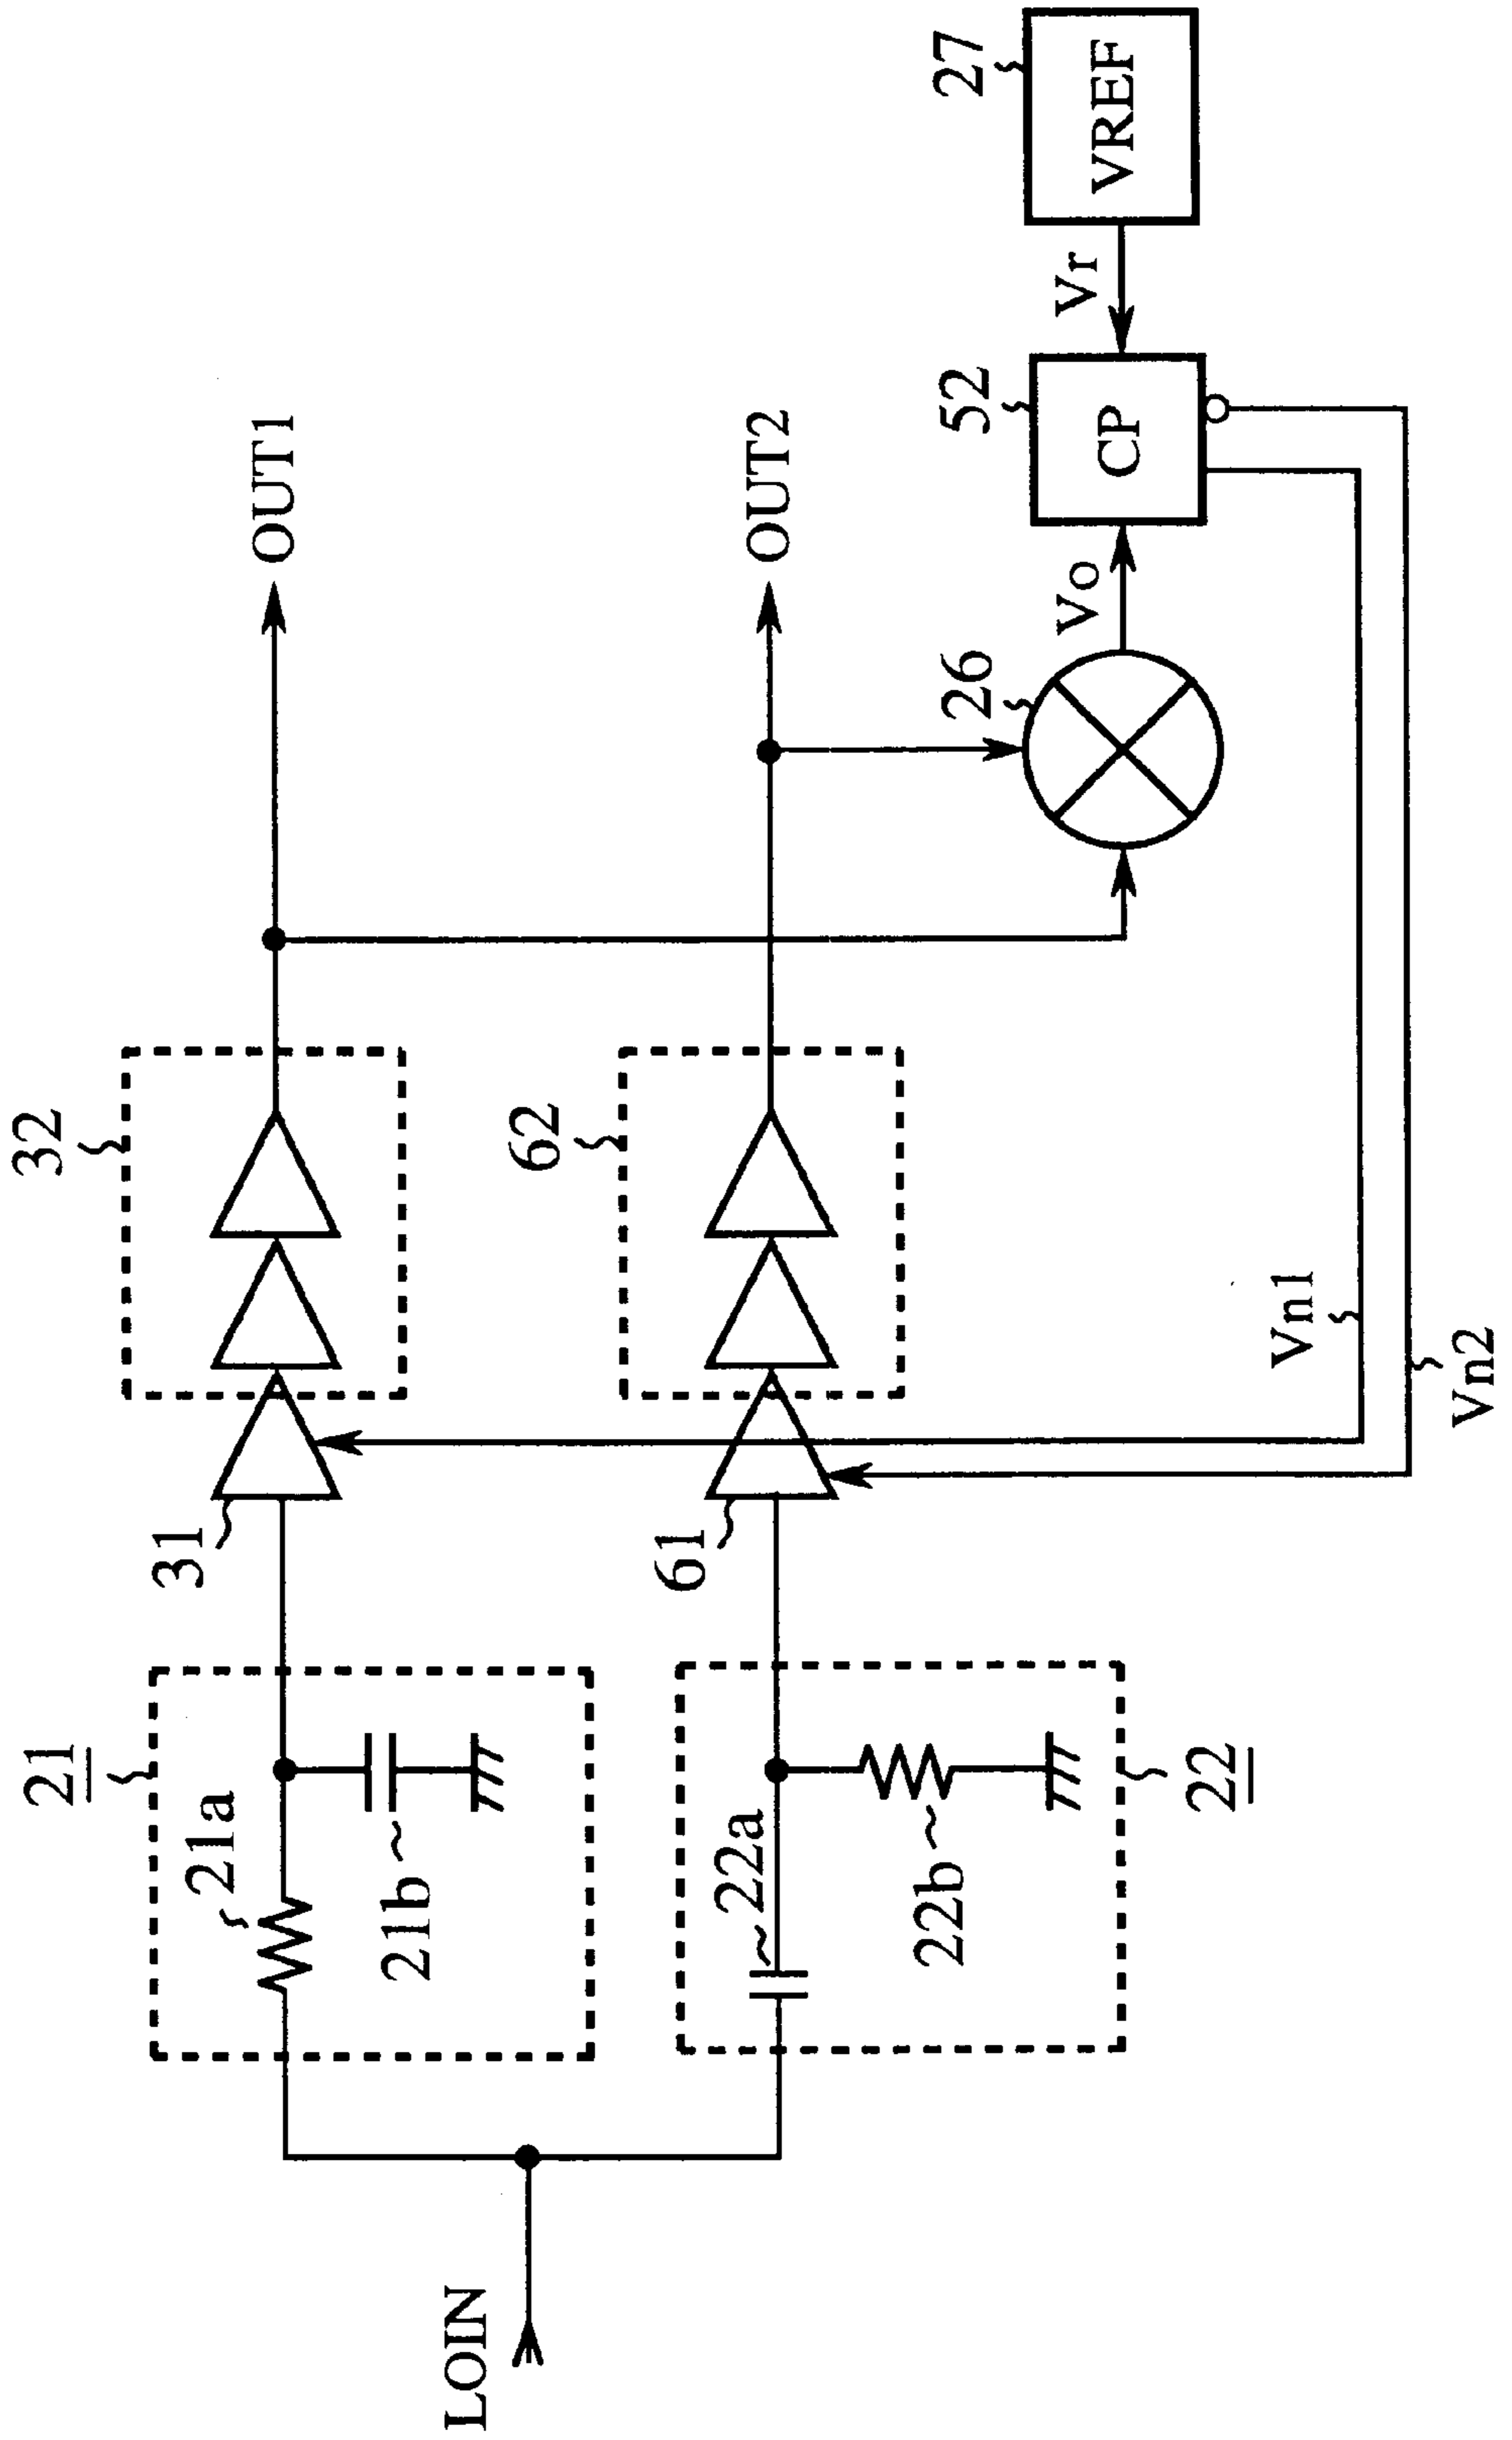 LOIN
21
21a
21b
22a
22b
22
31
61
32
62
OUT1
OUT2
26
Vo
52
CP
Vr
27
VREF
Vn1
Vn2